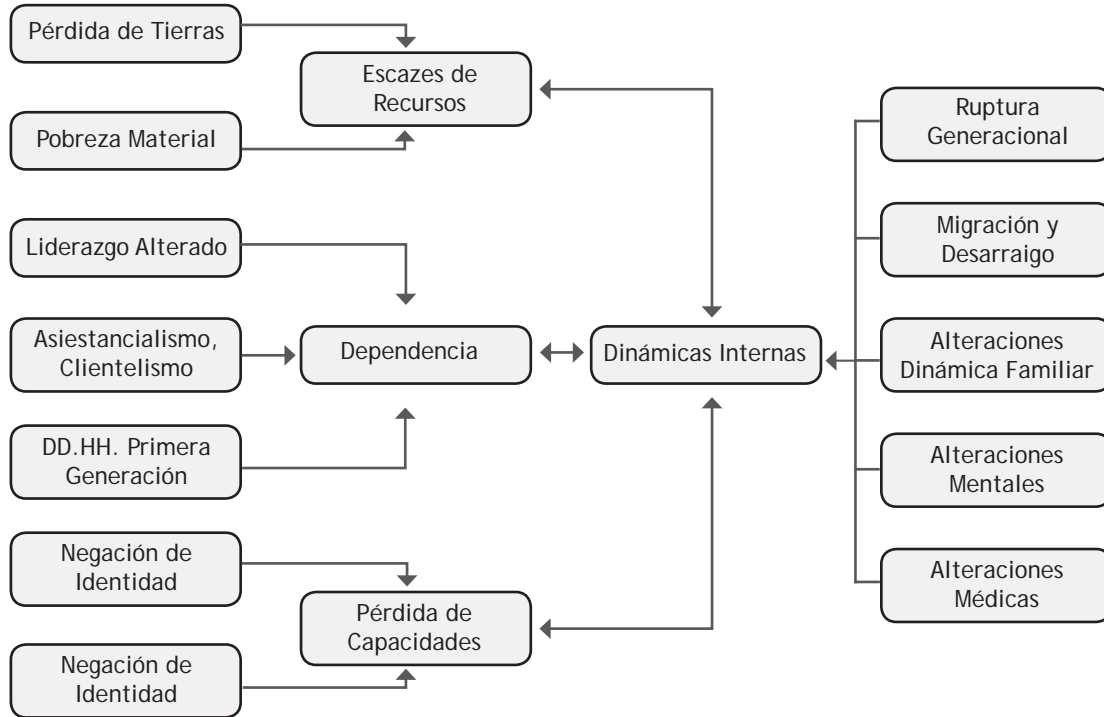 Pérdida de Tierras
Pobreza Material
Liderazgo Alterado
Asiestancialismo,
Clientelismo
DD.HH. Primera
Generación
Negación de
Identidad
Negación de
Identidad
Escazes de
Recursos
Dependencia
Pérdida de
Capacidades
Dinámicas Internas
Ruptura
Generacional
Migración y
Desarraigo
Alteraciones
Dinámica Familiar
Alteraciones
Mentales
Alteraciones
Médicas